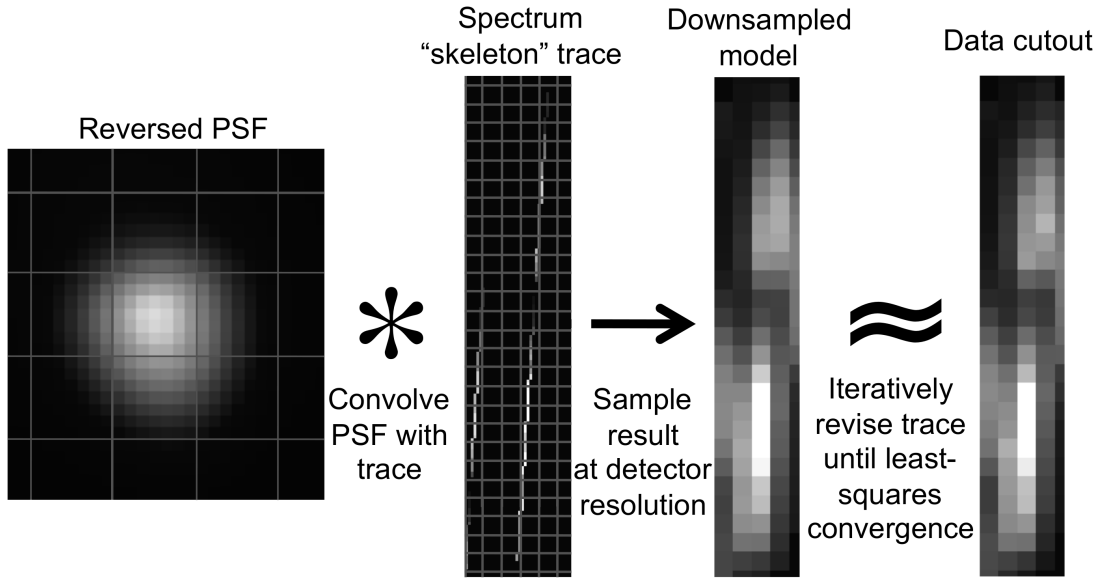 Reversed PSF
Convolve
PSF with
trace
Spectrum
“skeleton” trace
Sample
result
at detector
resolution
Downsampled
model
Iteratively
revise trace
until least-
squares
convergence
Data cutout